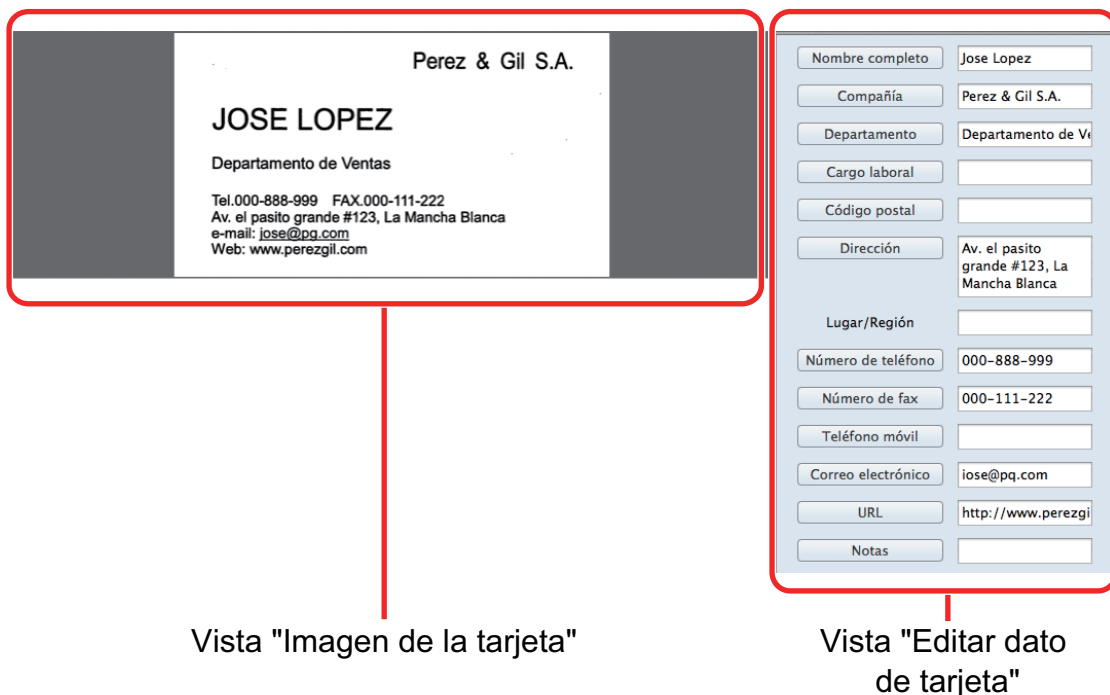 Perez & Gil S.A.
JOSE LOPEZ
Departamento de Ventas
Tel.000-888-999 FAX.000-111-222
Av. el pasito grande #123, La Mancha Blanca
e-mail: jose@pg.com
Web: www.perezgil.com
Nombre completo Jose Lopez
Compañía Perez & Gil S.A.
Departamento Departamento de Ve
Cargo laboral
Código postal
Dirección Av. el pasito
grande #123, La
Mancha Blanca
Lugar/Región
Número de teléfono 000-888-999
Número de fax 000-111-222
Teléfono móvil
Correo electrónico iose@pq.com
URL http://www.perezgi
Notas
Vista "Imagen de la tarjeta"
Vista "Editar dato
de tarjeta"